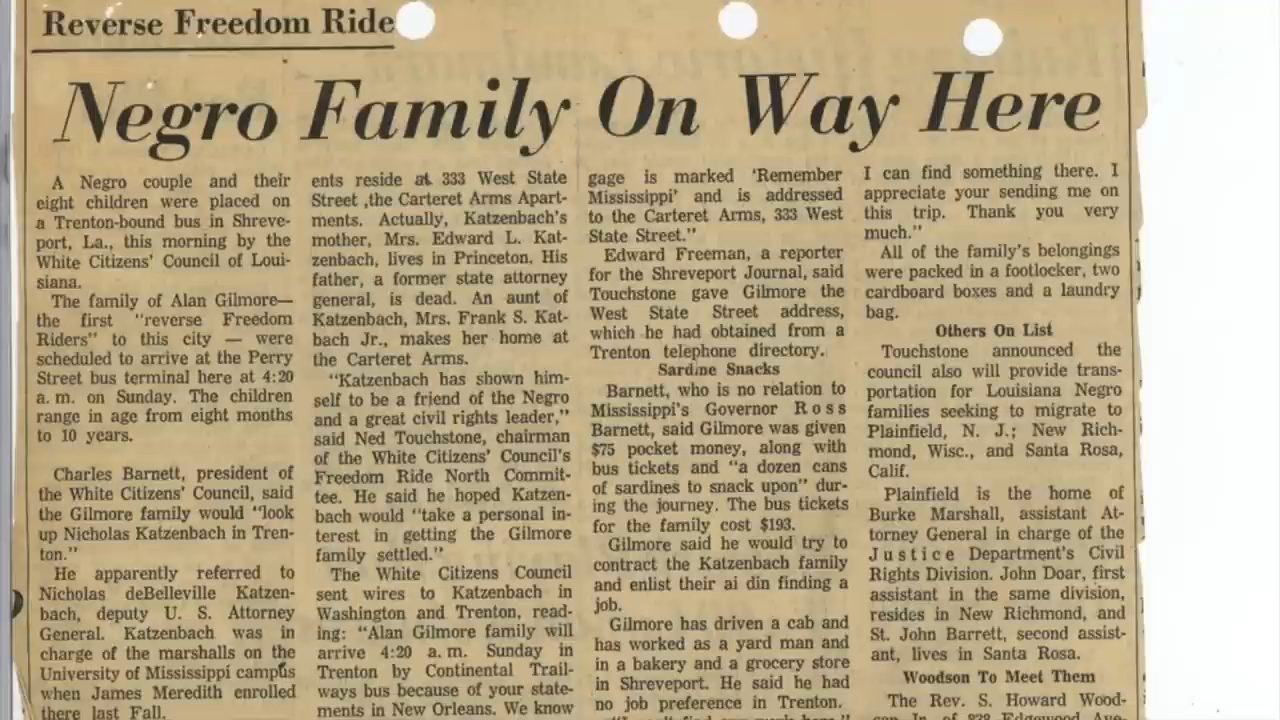 Reverse Freedom Ride
Negro Family On Way Here
A Negro couple and their
eight children were placed on
a Trenton-bound bus in Shreve-
port, La., this morning by the
White Citizens' Council of Loui-
siana.
The family of Alan Gilmore—
the first "reverse Freedom
Riders" to this city — were
scheduled to arrive at the Perry
Street bus terminal here at 4:20
a. m. on Sunday. The children
range in age from eight months
to 10 years.
Charles Barnett, president of
the White Citizens' Council, said
the Gilmore family would "look
up Nicholas Katzenbach in Tren-
ton."
He apparently referred to
Nicholas deBelleville Katzen-
bach, deputy U. S. Attorney
General. Katzenbach was in
charge of the marshalls on the
University of Mississippi campus
when James Meredith enrolled
there last Fall.
ents reside at 333 West State
Street ,the Carteret Arms Apart-
ments. Actually, Katzenbach's
mother, Mrs. Edward L. Kat-
zenbach, lives in Princeton. His
father, a former state attorney
general, is dead. An aunt of
Katzenbach, Mrs. Frank S. Kat-
bach Jr., makes her home at
the Carteret Arms.
"Katzenbach has shown him-
self to be a friend of the Negro
and a great civil rights leader,"
said Ned Touchstone, chairman
of the White Citizens' Council's
Freedom Ride North Commit-
tee. He said he hoped Katzen-
bach would "take a personal in-
terest in getting the Gilmore
family settled."
The White Citizens Council
sent wires to Katzenbach in
Washington and Trenton, read-
ing: "Alan Gilmore family will
arrive 4:20 a. m. Sunday in
Trenton by Continental Trail-
ways bus because of your state-
ments in New Orleans. We know
gage is marked 'Remember
Mississippi' and is addressed
to the Carteret Arms, 333 West
State Street."
Edward Freeman, a reporter
for the Shreveport Journal, said
Touchstone gave Gilmore the
West State Street address,
which he had obtained from a
Trenton telephone directory.
Sardine Snacks
Barnett, who is no relation to
Mississippi's Governor Ross
Barnett, said Gilmore was given
$75 pocket money, along with
bus tickets and "a dozen cans
of sardines to snack upon" dur-
ing the journey. The bus tickets
for the family cost $193.
Gilmore said he would try to
contract the Katzenbach family
and enlist their ai din finding a
job.
Gilmore has driven a cab and
has worked as a yard man and
in a bakery and a grocery store
in Shreveport. He said he had
no job preference in Trenton.
I can find something there. I
appreciate your sending me on
this trip. Thank you very
much."
All of the family's belongings
were packed in a footlocker, two
cardboard boxes and a laundry
bag.
Others On List
Touchstone announced the
council also will provide trans-
portation for Louisiana Negro
families seeking to migrate to
Plainfield, N. J.; New Rich-
mond, Wisc., and Santa Rosa,
Calif.
Plainfield is the home of
Burke Marshall, assistant At-
torney General in charge of the
Justice Department's Civil
Rights Division. John Doar, first
assistant in the same division,
resides in New Richmond, and
St. John Barrett, second assist-
ant, lives in Santa Rosa.
Woodson To Meet Them
The Rev. S. Howard Wood-